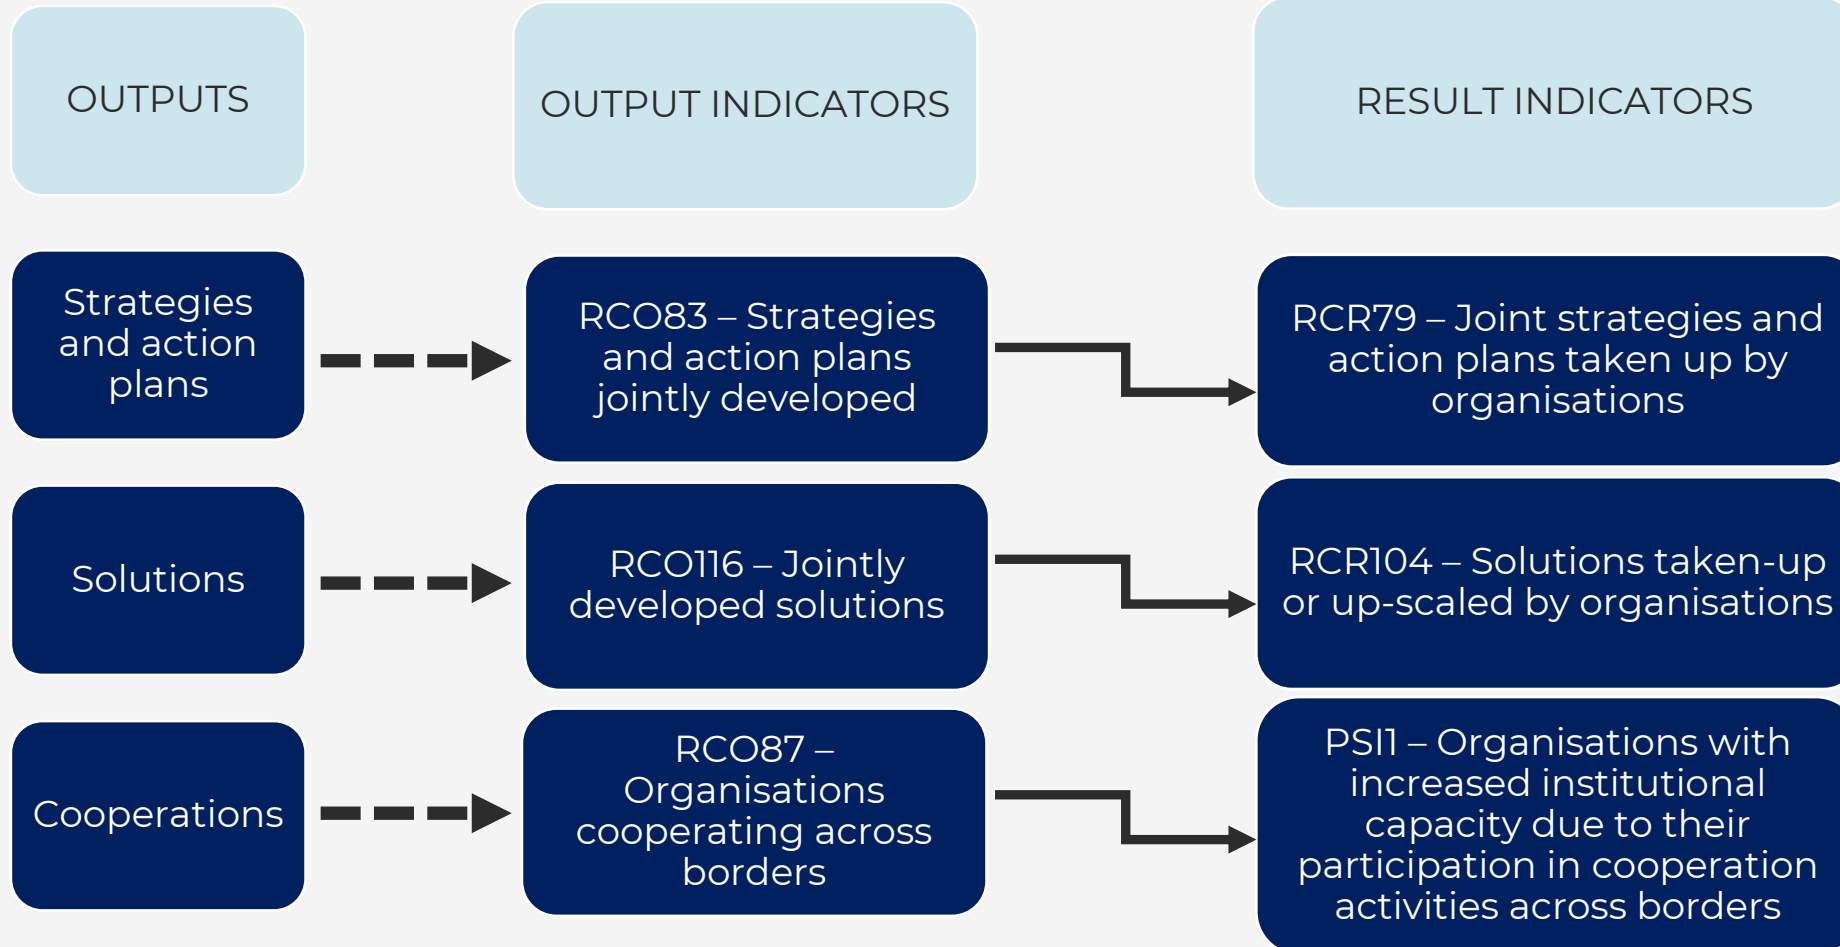 OUTPUTS
OUTPUT INDICATORS
RESULT INDICATORS
Strategies
and action
plans
RCO83 – Strategies
and action plans
jointly developed
RCR79 – Joint strategies and
action plans taken up by
organisations
Solutions
RCO116 – Jointly
developed solutions
RCR104 – Solutions taken-up
or up-scaled by organisations
Cooperations
RCO87 –
Organisations
cooperating across
borders
PSI1 – Organisations with
increased institutional
capacity due to their
participation in cooperation
activities across borders